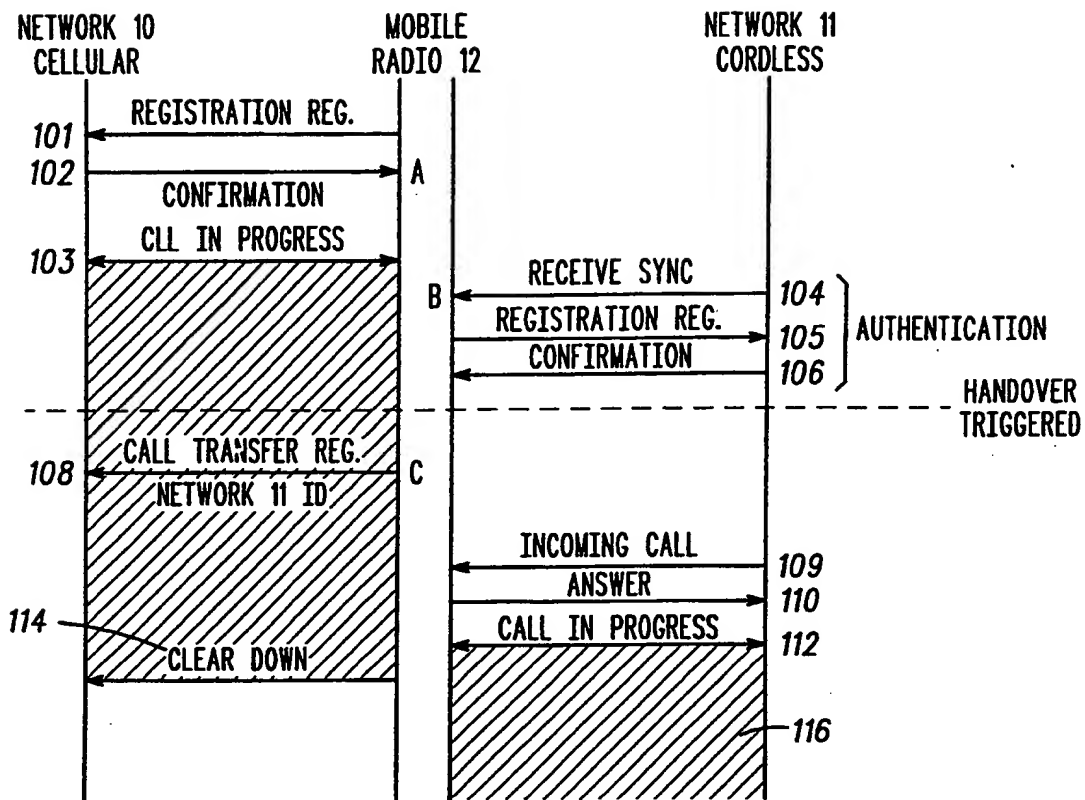 NETWORK 10
CELLULAR
MOBILE
RADIO 12
NETWORK 11
CORDLESS
REGISTRATION REG.
101
102
A
CONFIRMATION
CLL IN PROGRESS
103
RECEIVE SYNC
B
104
REGISTRATION REG.
105
AUTHENTICATION
CONFIRMATION
106
HANDOVER
TRIGGERED
CALL TRANSFER REG.
108
C
NETWORK 11 ID
INCOMING CALL
109
ANSWER
110
114
CALL IN PROGRESS
112
CLEAR DOWN
116